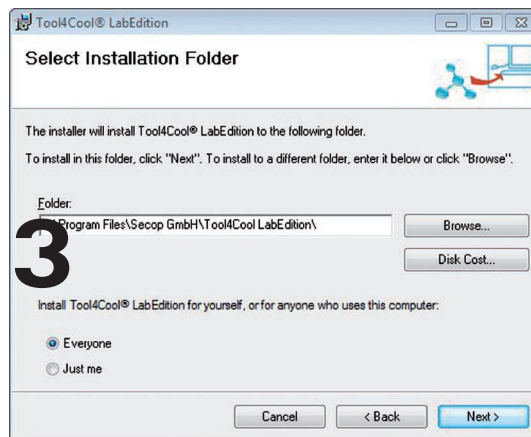 Tool4Cool® LabEdition
Select Installation Folder
The installer will install Tool4Cool® LabEdition to the following folder.
To install in this folder, click "Next". To install to a different folder, enter it below or click "Browse".
Folder:
\Program Files\Secop GmbH\Tool4Cool LabEdition\
Browse...
3
Disk Cost...
Install Tool4Cool® LabEdition for yourself, or for anyone who uses this computer:
Everyone
Just me
Cancel
< Back
Next >